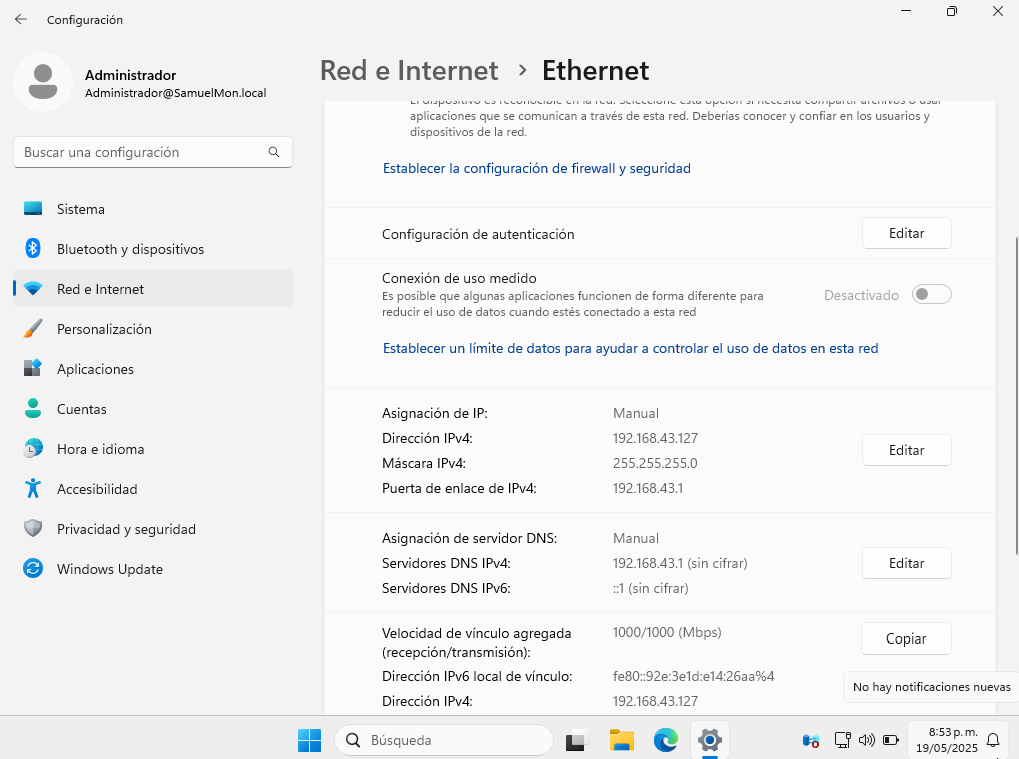 Configuración
Administrador
Administrador@SamuelMon.local
Buscar una configuración
Sistema
Bluetooth y dispositivos
Red e Internet
Personalización
Aplicaciones
Cuentas
Hora e idioma
Accesibilidad
Privacidad y seguridad
Windows Update
Red e Internet › Ethernet
El dispositivo es reconocible en la red. Seleccione esta opción si necesita compartir archivos o usar
aplicaciones que se comunican a través de esta red. Deberías conocer y confiar en los usuarios y
dispositivos de la red.
Establecer la configuración de firewall y seguridad
Configuración de autenticación
Editar
Conexión de uso medido
Es posible que algunas aplicaciones funcionen de forma diferente para
reducir el uso de datos cuando estés conectado a esta red
Desactivado
Establecer un límite de datos para ayudar a controlar el uso de datos en esta red
Asignación de IP: Manual
Dirección IPv4: 192.168.43.127
Máscara IPv4: 255.255.255.0
Puerta de enlace de IPv4: 192.168.43.1
Editar
Asignación de servidor DNS: Manual
Servidores DNS IPv4: 192.168.43.1 (sin cifrar)
Servidores DNS IPv6: ::1 (sin cifrar)
Editar
Velocidad de vínculo agregada 1000/1000 (Mbps)
(recepción/transmisión):
Copiar
Dirección IPv6 local de vínculo: fe80::92e:3e1d:e14:26aa%4
Dirección IPv4: 192.168.43.127
No hay notificaciones nuevas
Búsqueda
8:53 p. m.
19/05/2025